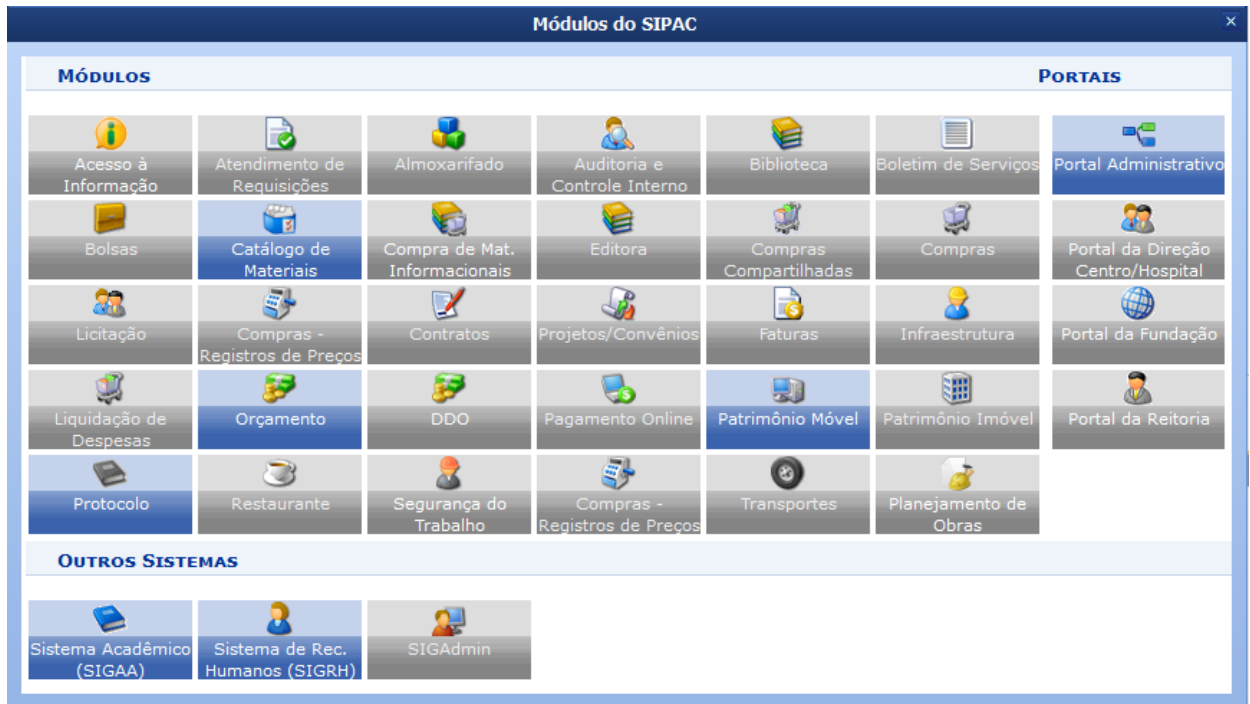 Módulos do SIPAC
×
MÓDULOS
PORTAIS
Acesso à
Informação
Atendimento de
Requisições
Almoxarifado
Auditoria e
Controle Interno
Biblioteca
Boletim de Serviços
Portal Administrativo
Bolsas
Catálogo de
Materiais
Compra de Mat.
Informacionais
Editora
Compras
Compartilhadas
Compras
Portal da Direção
Centro/Hospital
Licitação
Compras -
Registros de Preços
Contratos
Projetos/Convênios
Faturas
Infraestrutura
Portal da Fundação
Liquidação de
Despesas
Orçamento
DDO
Pagamento Online
Patrimônio Móvel
Patrimônio Imóvel
Portal da Reitoria
Protocolo
Restaurante
Segurança do
Trabalho
Compras -
Registros de Preços
Transportes
Planejamento de
Obras
OUTROS SISTEMAS
Sistema Acadêmico
(SIGAA)
Sistema de Rec.
Humanos (SIGRH)
SIGAdmin